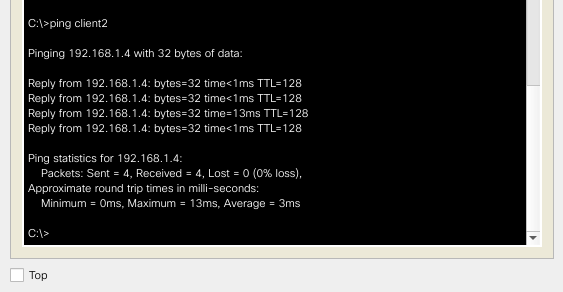 C:\>ping client2
Pinging 192.168.1.4 with 32 bytes of data:
Reply from 192.168.1.4: bytes=32 time<1ms TTL=128
Reply from 192.168.1.4: bytes=32 time<1ms TTL=128
Reply from 192.168.1.4: bytes=32 time=13ms TTL=128
Reply from 192.168.1.4: bytes=32 time<1ms TTL=128
Ping statistics for 192.168.1.4:
Packets: Sent = 4, Received = 4, Lost = 0 (0% loss),
Approximate round trip times in milli-seconds:
Minimum = 0ms, Maximum = 13ms, Average = 3ms
C:\>
Top